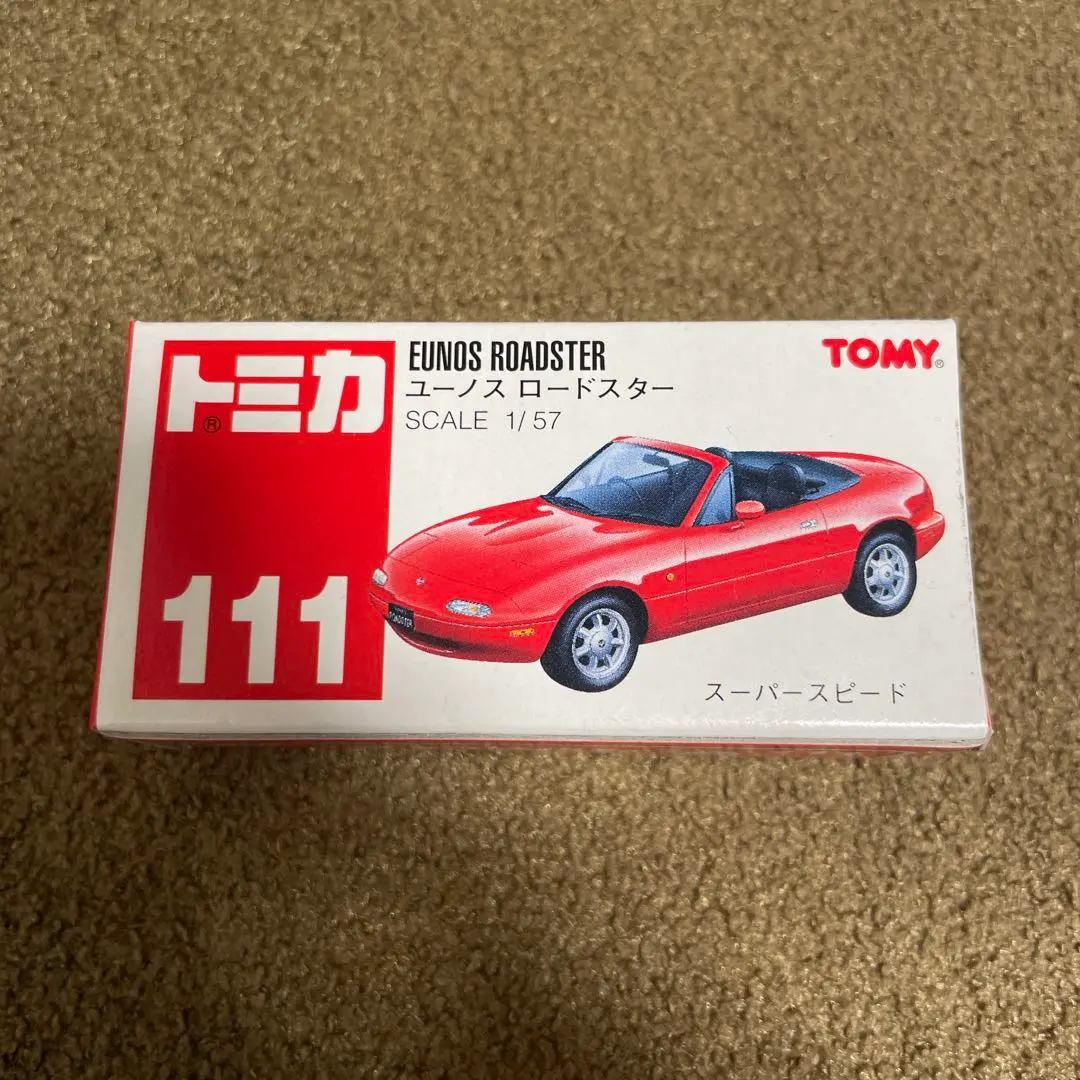 トミカ®
EUNOS ROADSTER
ユーノス ロードスター
SCALE 1/57
TOMY®
111
ROADSTER
スーパースピード